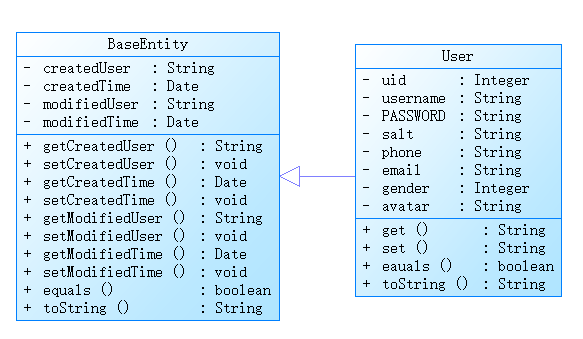 BaseEntity
- createdUser : String
- createdTime : Date
- modifiedUser : String
- modifiedTime : Date
+ getCreatedUser () : String
+ setCreatedUser () : void
+ getCreatedTime () : Date
+ setCreatedTime () : void
+ getModifiedUser () : String
+ setModifiedUser () : void
+ getModifiedTime () : Date
+ setModifiedTime () : void
+ equals () : boolean
+ toString () : String
User
- uid : Integer
- username : String
- PASSWORD : String
- salt : String
- phone : String
- email : String
- gender : Integer
- avatar : String
+ get () : String
+ set () : String
+ eauals () : boolean
+ toString () : String